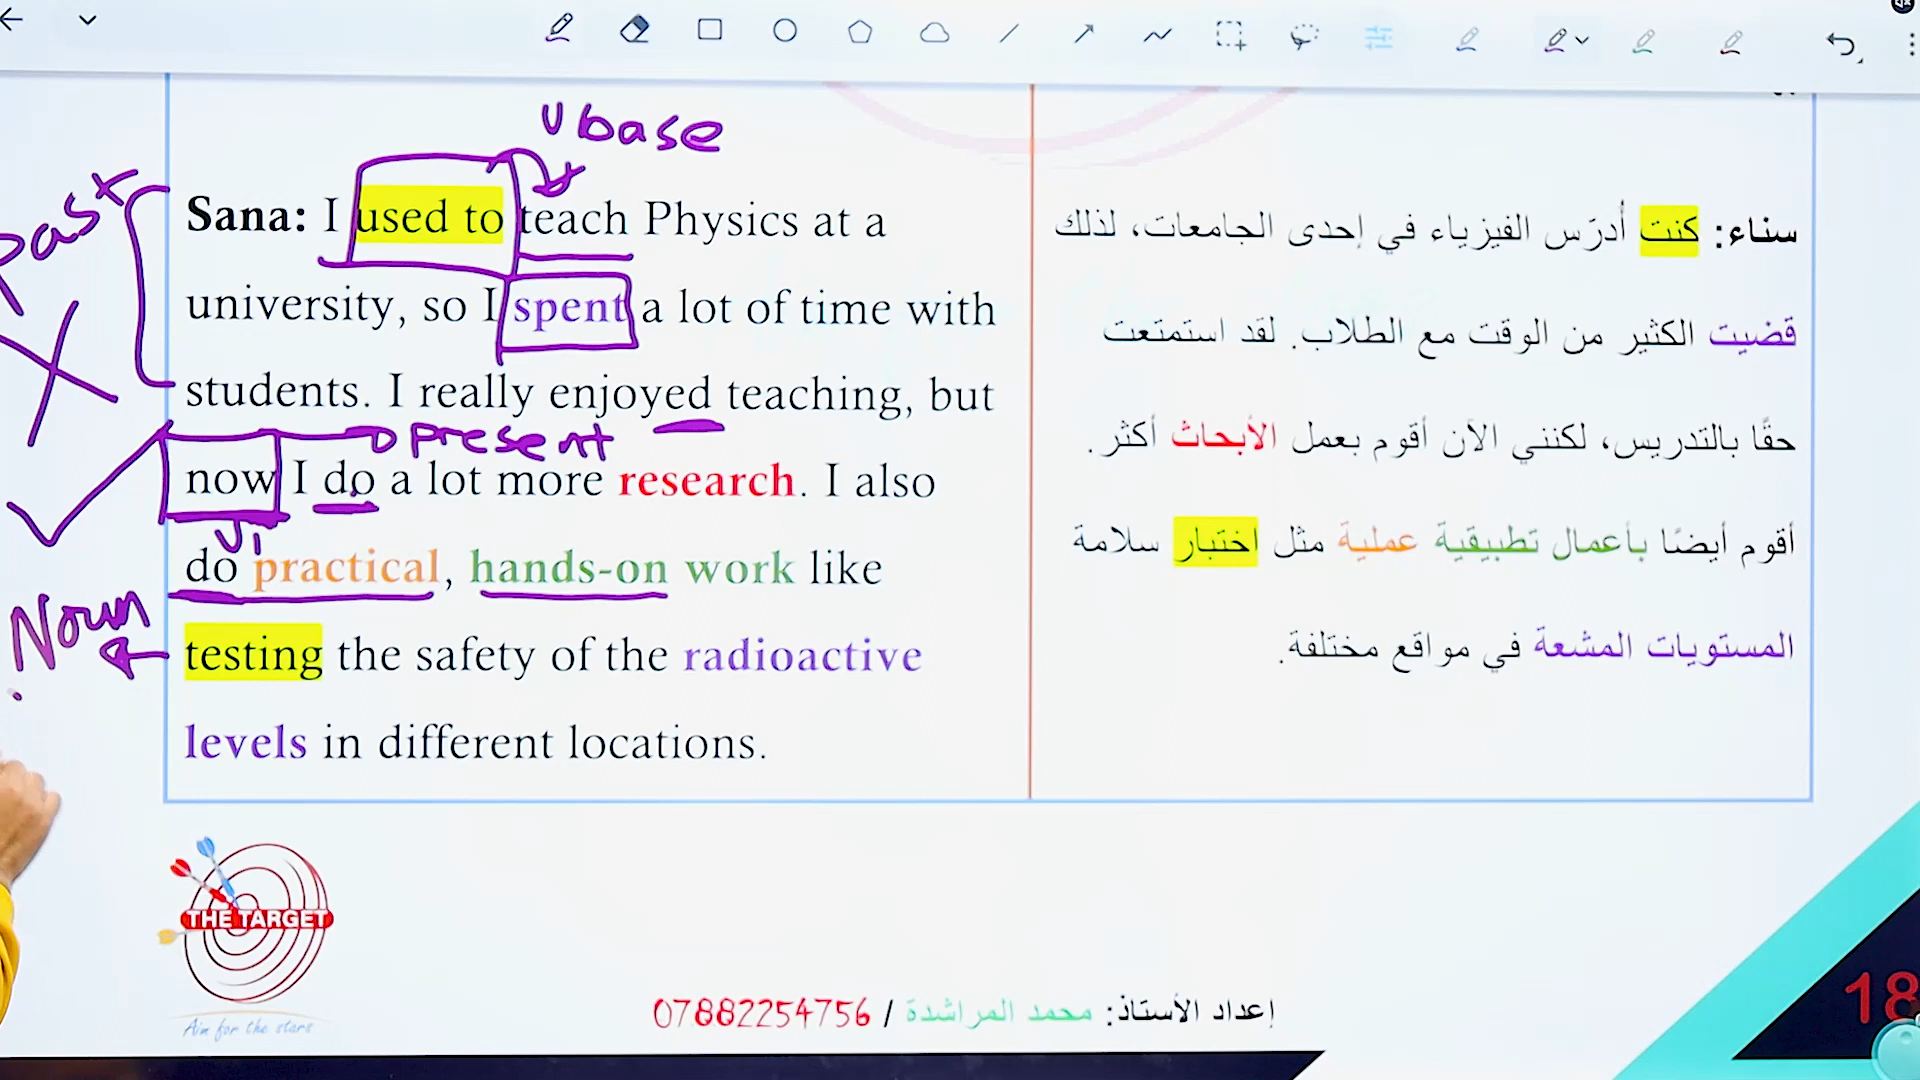 v base
past
Sana: I used to teach Physics at a
university, so I spent a lot of time with
students. I really enjoyed teaching, but
present
now I do a lot more research. I also
v1
do practical, hands-on work like
Noun
testing the safety of the radioactive
levels in different locations.
سناء: كنت أُدرّس الفيزياء في إحدى الجامعات، لذلك
قضيت الكثير من الوقت مع الطلاب. لقد استمتعت
حقًا بالتدريس، لكنني الآن أقوم بعمل الأبحاث أكثر.
أقوم أيضًا بأعمال تطبيقية عملية مثل اختبار سلامة
المستويات المشعة في مواقع مختلفة.
THE TARGET
Aim for the stars
إعداد الأستاذ: محمد المراشدة / 07882254756
18